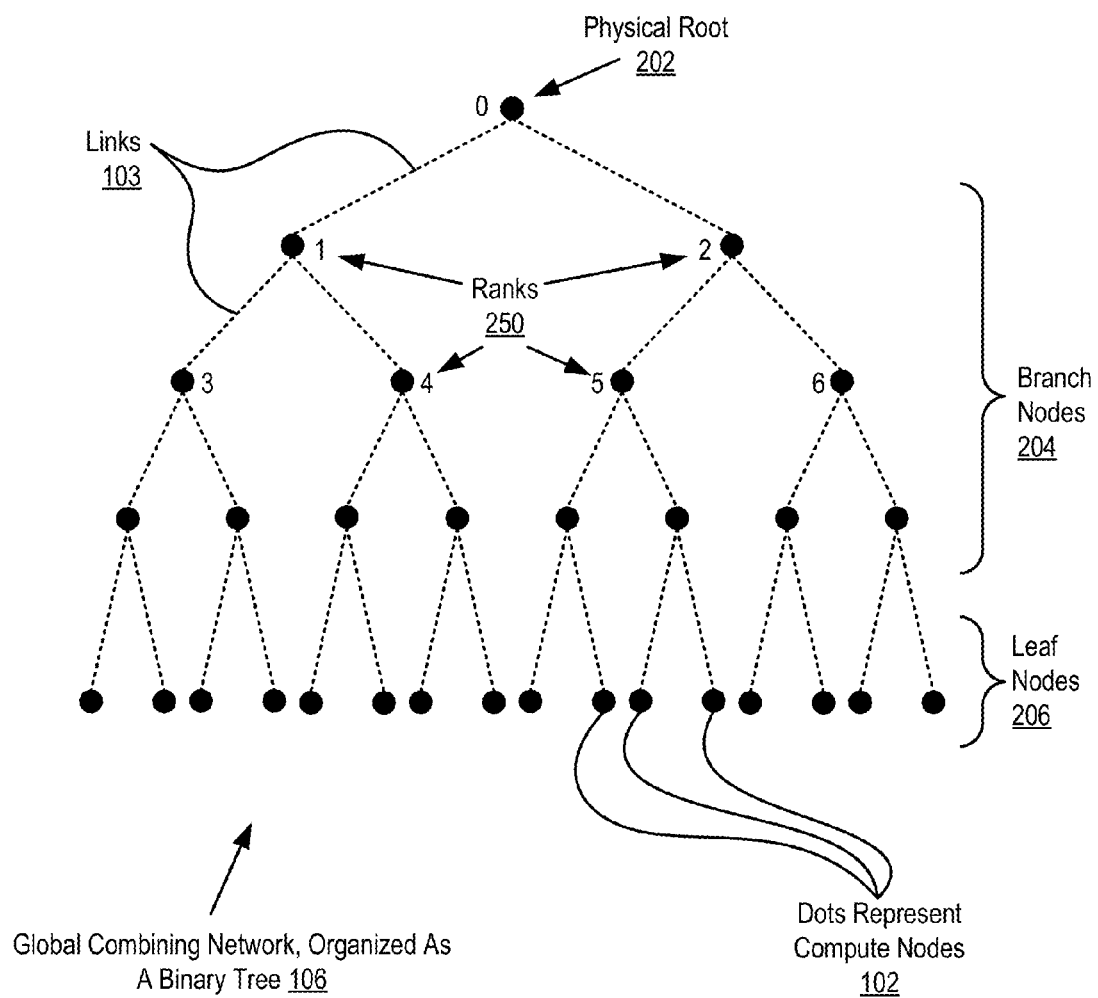 Physical Root
202
0
Links
103
1
2
Ranks
250
3
4
5
6
Branch
Nodes
204
Leaf
Nodes
206
Dots Represent
Compute Nodes
102
Global Combining Network, Organized As
A Binary Tree 106